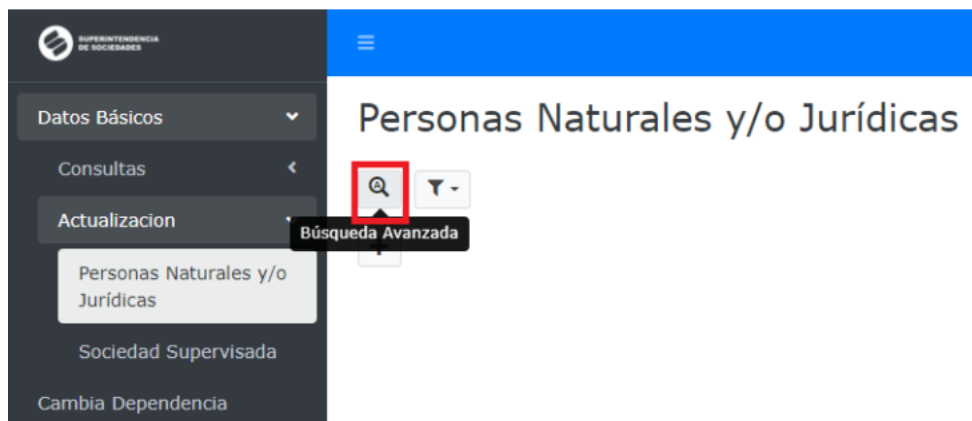 SUPERINTENDENCIA
DE SOCIEDADES
Datos Básicos
Consultas
Actualizacion
Personas Naturales y/o
Jurídicas
Sociedad Supervisada
Cambia Dependencia
Personas Naturales y/o Jurídicas
Búsqueda Avanzada